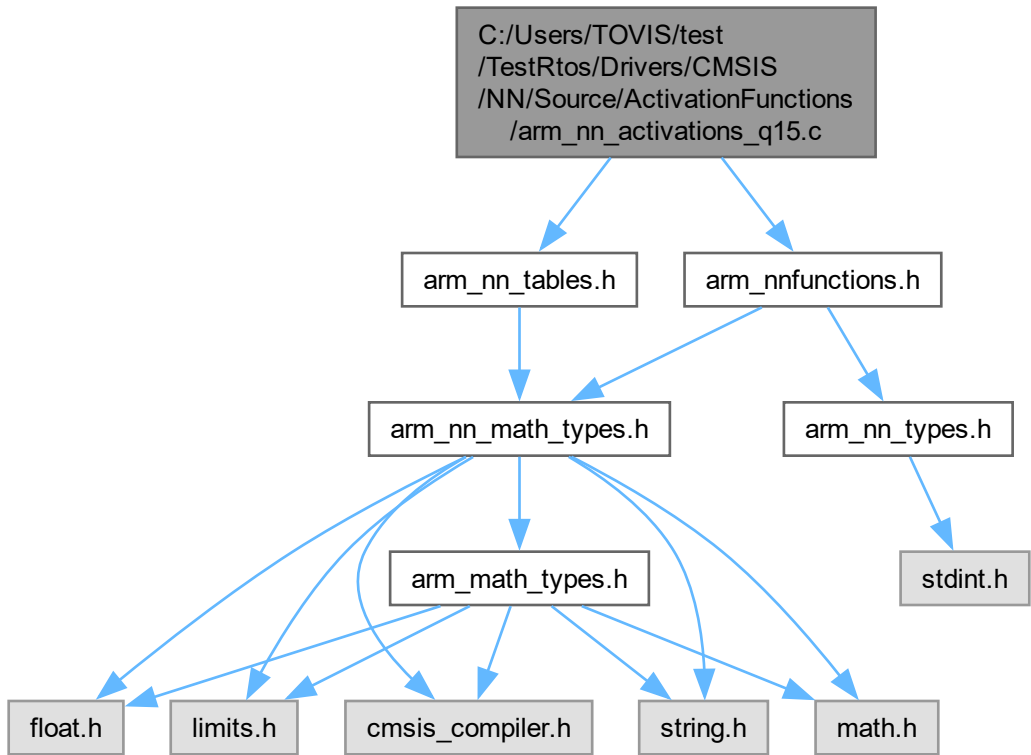 C:/Users/TOVIS/test
/TestRtos/Drivers/CMSIS
/NN/Source/ActivationFunctions
/arm_nn_activations_q15.c
arm_nn_tables.h
arm_nnfunctions.h
arm_nn_math_types.h
arm_nn_types.h
arm_math_types.h
stdint.h
float.h
limits.h
cmsis_compiler.h
string.h
math.h